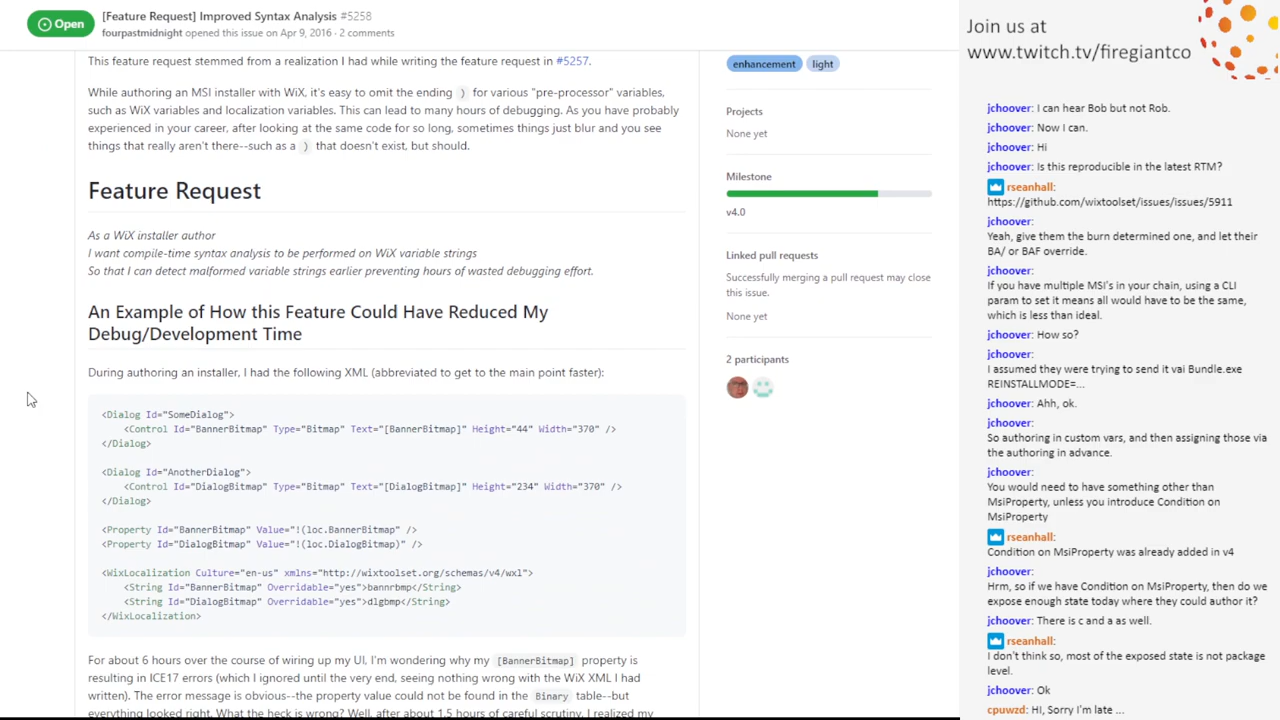 Open
[Feature Request] Improved Syntax Analysis #5258
fourpastmidnight opened this issue on Apr 9, 2016 · 2 comments
This feature request stemmed from a realization I had while writing the feature request in #5257.
While authoring an MSI installer with WiX, it's easy to omit the ending ) for various "pre-processor" variables,
such as WiX variables and localization variables. This can lead to many hours of debugging. As you have probably
experienced in your career, after looking at the same code for so long, sometimes things just blur and you see
things that really aren't there--such as a ) that doesn't exist, but should.
Feature Request
As a WiX installer author
I want compile-time syntax analysis to be performed on WiX variable strings
So that I can detect malformed variable strings earlier preventing hours of wasted debugging effort.
An Example of How this Feature Could Have Reduced My
Debug/Development Time
During authoring an installer, I had the following XML (abbreviated to get to the main point faster):
<Dialog Id="SomeDialog">
<Control Id="BannerBitmap" Type="Bitmap" Text="[BannerBitmap]" Height="44" Width="370" />
</Dialog>
<Dialog Id="AnotherDialog">
<Control Id="DialogBitmap" Type="Bitmap" Text="[DialogBitmap]" Height="234" Width="370" />
</Dialog>
<Property Id="BannerBitmap" Value="!(loc.BannerBitmap" />
<Property Id="DialogBitmap" Value="!(loc.DialogBitmap)" />
<WixLocalization Culture="en-us" xmlns="http://wixtoolset.org/schemas/v4/wxl">
<String Id="BannerBitmap" Overridable="yes">bannrbmp</String>
<String Id="DialogBitmap" Overridable="yes">dlgbmp</String>
</WixLocalization>
For about 6 hours over the course of wiring up my UI, I'm wondering why my [BannerBitmap] property is
resulting in ICE17 errors (which I ignored until the very end, seeing nothing wrong with the WiX XML I had
written). The error message is obvious--the property value could not be found in the Binary table--but
everything looked right. What the heck is wrong? Well, after about 1.5 hours of careful scrutiny, I realized my
enhancement light
Projects
None yet
Milestone
v4.0
Linked pull requests
Successfully merging a pull request may close
this issue.
None yet
2 participants
Join us at
www.twitch.tv/firegiantco
jchoover: I can hear Bob but not Rob.
jchoover: Now I can.
jchoover: Hi
jchoover: Is this reproducible in the latest RTM?
rseanhall:
https://github.com/wixtoolset/issues/issues/5911
jchoover:
Yeah, give them the burn determined one, and let their
BA/ or BAF override.
jchoover:
If you have multiple MSI's in your chain, using a CLI
param to set it means all would have to be the same,
which is less than ideal.
jchoover: How so?
jchoover:
I assumed they were trying to send it vai Bundle.exe
REINSTALLMODE=...
jchoover: Ahh, ok.
jchoover:
So authoring in custom vars, and then assigning those via
the authoring in advance.
jchoover:
You would need to have something other than
MsiProperty, unless you introduce Condition on
MsiProperty
rseanhall:
Condition on MsiProperty was already added in v4
jchoover:
Hrm, so if we have Condition on MsiProperty, then do we
expose enough state today where they could author it?
jchoover: There is c and a as well.
rseanhall:
I don't think so, most of the exposed state is not package
level.
jchoover: Ok
cpuwzd: HI, Sorry I'm late ...